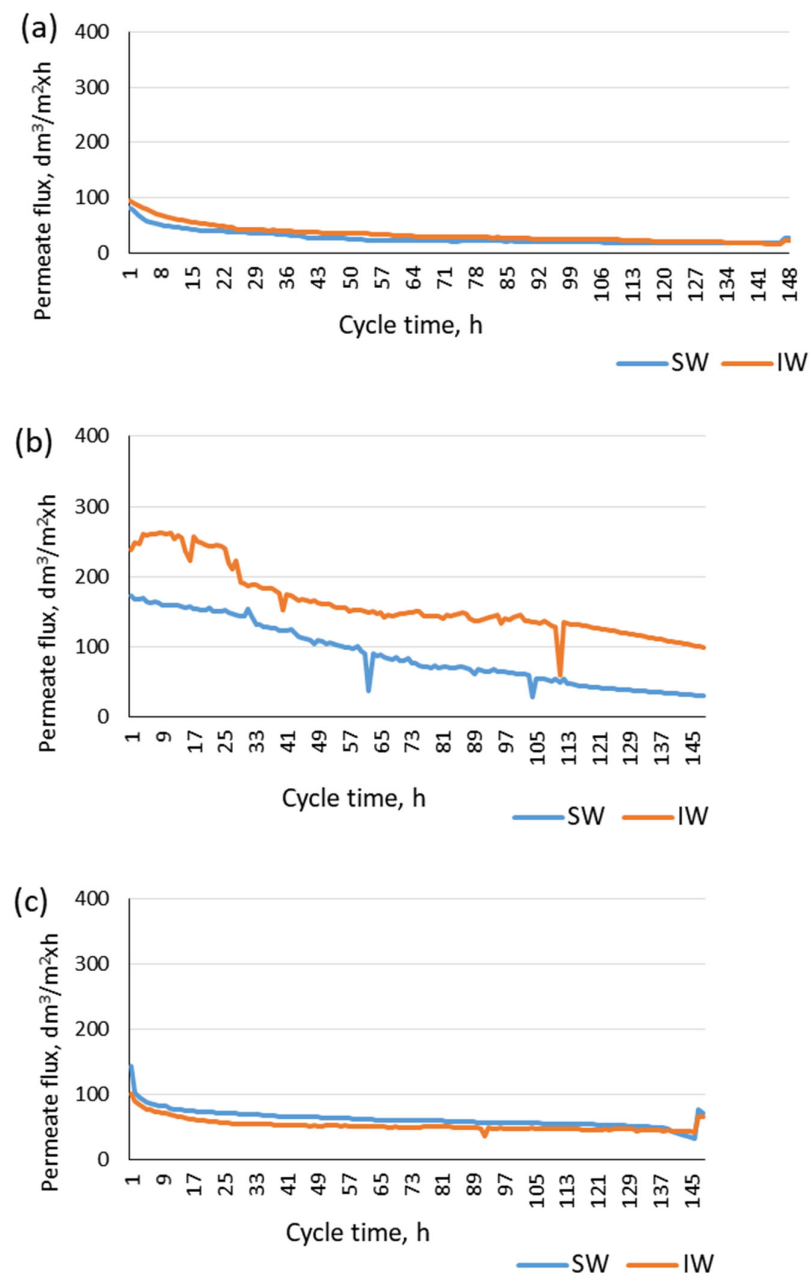 (a)
400
300
200
100
0
Permeate flux, dm³/m²xh
1 8 15 22 29 36 43 50 57 64 71 78 85 92 99 106 113 120 127 134 141 148
Cycle time, h
SW IW
(b)
400
300
200
100
0
Permeate flux, dm³/m²xh
1 9 17 25 33 41 49 57 65 73 81 89 97 105 113 121 129 137 145
Cycle time, h
SW IW
(c)
400
300
200
100
0
Permeate flux, dm³/m²xh
1 9 17 25 33 41 49 57 65 73 81 89 97 105 113 121 129 137 145
Cycle time, h
SW IW